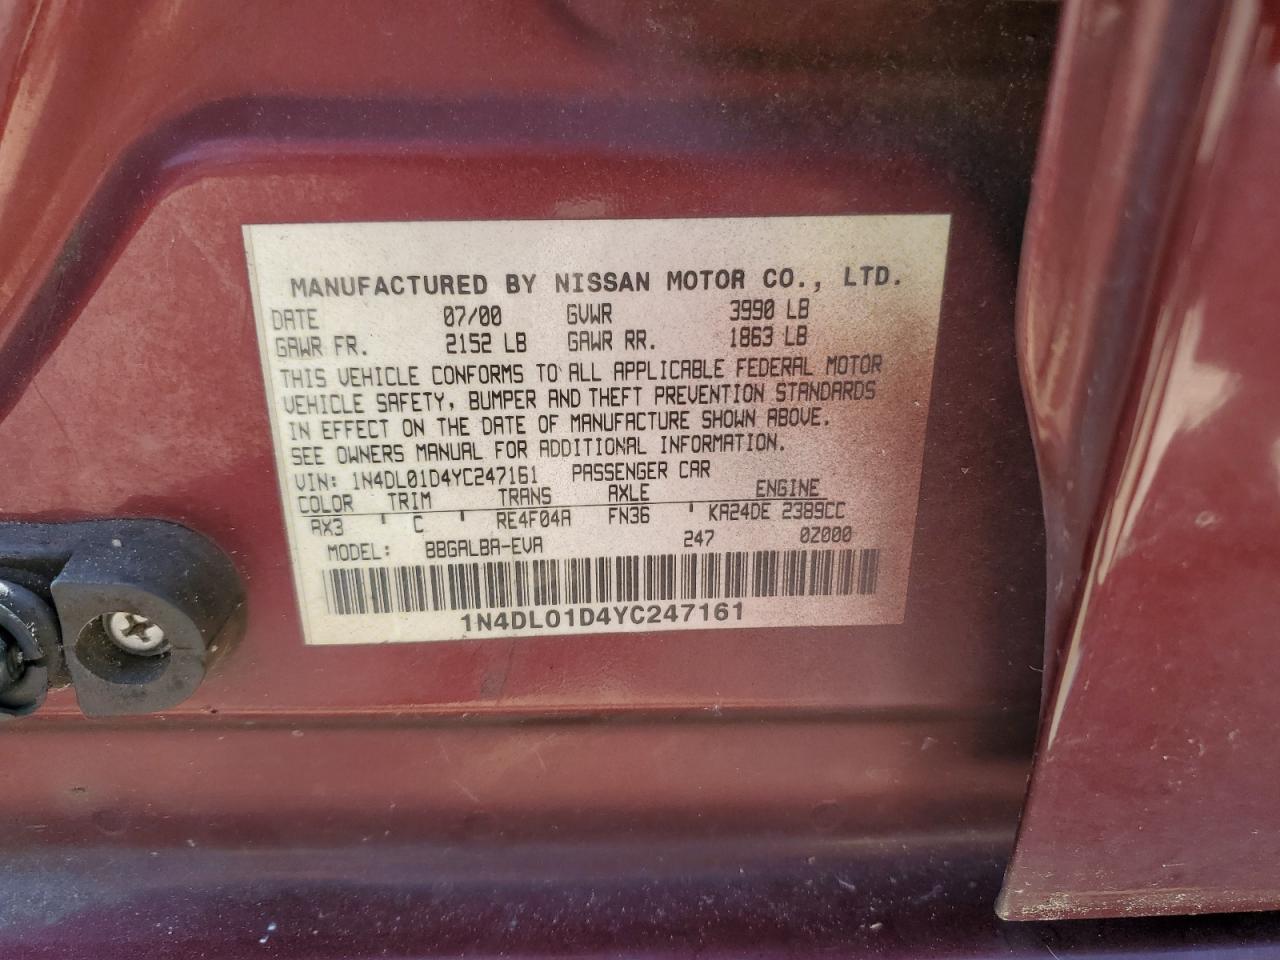 MANUFACTURED BY NISSAN MOTOR CO., LTD.
DATE 07/00 GVWR 3990 LB
GAWR FR. 2152 LB GAWR RR. 1863 LB
THIS VEHICLE CONFORMS TO ALL APPLICABLE FEDERAL MOTOR
VEHICLE SAFETY, BUMPER AND THEFT PREVENTION STANDARDS
IN EFFECT ON THE DATE OF MANUFACTURE SHOWN ABOVE.
SEE OWNERS MANUAL FOR ADDITIONAL INFORMATION.
VIN: 1N4DL01D4YC247161 PASSENGER CAR
COLOR TRIM TRANS AXLE ENGINE
AX3 ' C ' RE4F04A FN36 ' KA24DE 2389CC
MODEL: BBGALBA-EVA 247 0Z000
1N4DL01D4YC247161